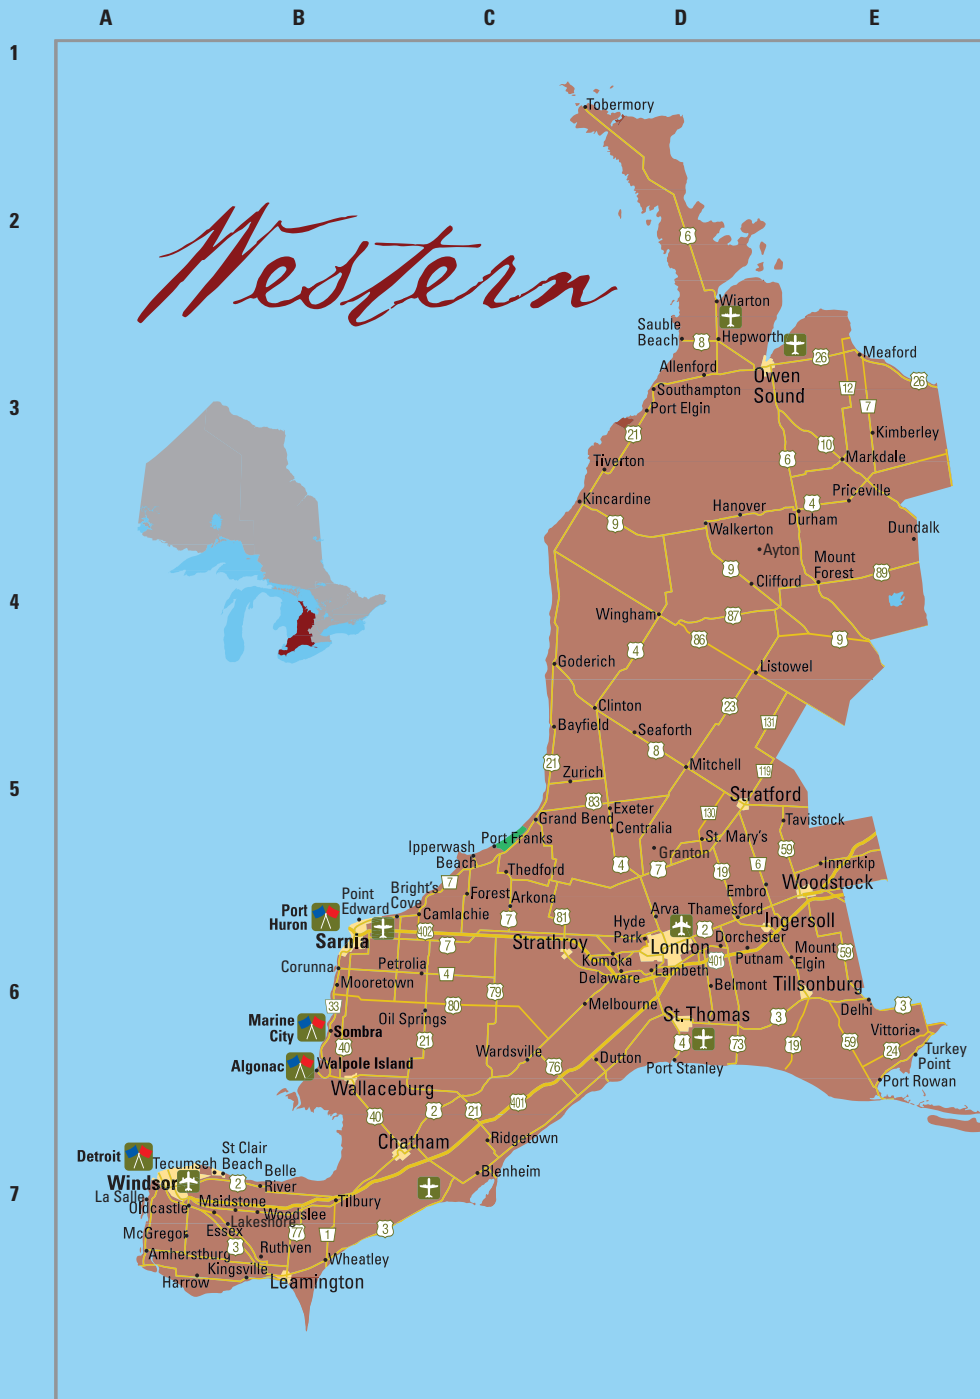 A B C D E
1
Tobermory
2
6
Western
Wiarton
Sauble
Beach
8
Hepworth
26
Meaford
Allenford
Owen
Sound
26
Southampton
12
3
Port Elgin
7
21
Kimberley
10
6
Markdale
Tiverton
Priceville
Kincardine
4
Hanover
Durham
9
Walkerton
Dundalk
Ayton
Mount
Forest
9
89
Clifford
4
Wingham
87
86
9
4
Goderich
Listowel
Clinton
23
Bayfield
Seaforth
131
8
21
Mitchell
119
Zurich
5
Stratford
83
Exeter
130
Grand Bend
Tavistock
Centralia
Port Franks
St. Mary's
Ipperwash
Beach
Granton
59
4
7
19
6
Innerkip
Thedford
7
Woodstock
Embro
Bright's
Cove
Forest
Point
Edward
Arkona
Port
Huron
Camlachie
7
81
Arva
Thamesford
Hyde
Park
Ingersoll
2
402
Sarnia
7
Strathroy
London
Dorchester
Mount
Elgin
59
Putnam
Komoka
401
Corunna
Petrolia
4
Delaware
Lambeth
Mooretown
Belmont
Tillsonburg
6
79
33
80
Melbourne
Delhi
3
Marine
City
Oil Springs
St. Thomas
3
Sombra
Vittoria
40
21
4
73
19
59
24
Wardsville
Turkey
Point
Algonac
Walpole Island
76
Dutton
Port Stanley
Wallaceburg
Port Rowan
401
2
21
40
Chatham
Ridgetown
Detroit
St Clair
Beach
Tecumseh
Belle
River
Blenheim
Windsor
2
7
La Salle
Tilbury
Maidstone
Oldcastle
Woodslee
Lakeshore
3
McGregor
Essex
77
1
3
Ruthven
Amherstburg
Wheatley
Kingsville
Harrow
Leamington